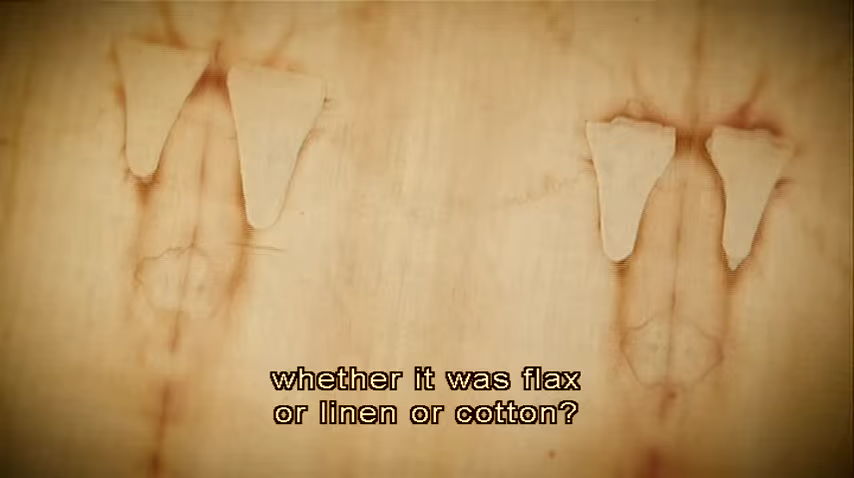 whether it was flax
or linen or cotton?